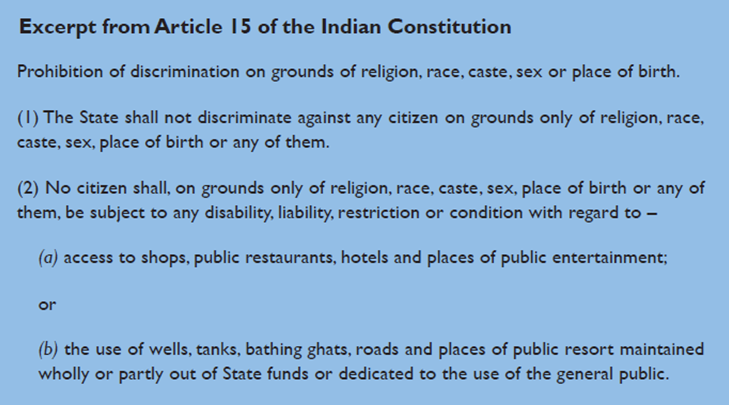 Excerpt from Article 15 of the Indian Constitution
Prohibition of discrimination on grounds of religion, race, caste, sex or place of birth.
(1) The State shall not discriminate against any citizen on grounds only of religion, race,
caste, sex, place of birth or any of them.
(2) No citizen shall, on grounds only of religion, race, caste, sex, place of birth or any of
them, be subject to any disability, liability, restriction or condition with regard to –
(a) access to shops, public restaurants, hotels and places of public entertainment;
or
(b) the use of wells, tanks, bathing ghats, roads and places of public resort maintained
wholly or partly out of State funds or dedicated to the use of the general public.